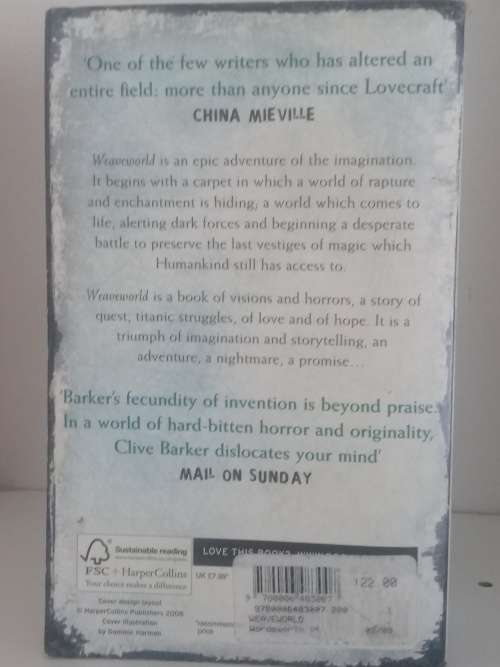 'One of the few writers who has altered an
entire field: more than anyone since Lovecraft'
CHINA MIEVILLE
Weaveworld is an epic adventure of the imagination.
It begins with a carpet in which a world of rapture
and enchantment is hiding; a world which comes to
life, alerting dark forces and beginning a desperate
battle to preserve the last vestiges of magic which
Humankind still has access to.
Weaveworld is a book of visions and horrors, a story of
quest, titanic struggles, of love and of hope. It is a
triumph of imagination and storytelling, an
adventure, a nightmare, a promise...
'Barker's fecundity of invention is beyond praise.
In a world of hard-bitten horror and originality,
Clive Barker dislocates your mind'
MAIL ON SUNDAY
Sustainable reading
FSC + HarperCollins
Your choice makes a difference
LOVE THIS BOOK?
UK £7.99*
122.00
9780006483007 200
WEAVEWORLD
Cover design layout
© HarperCollins Publishers 2008
Cover illustration
by Dominic Harman
*recommended
price